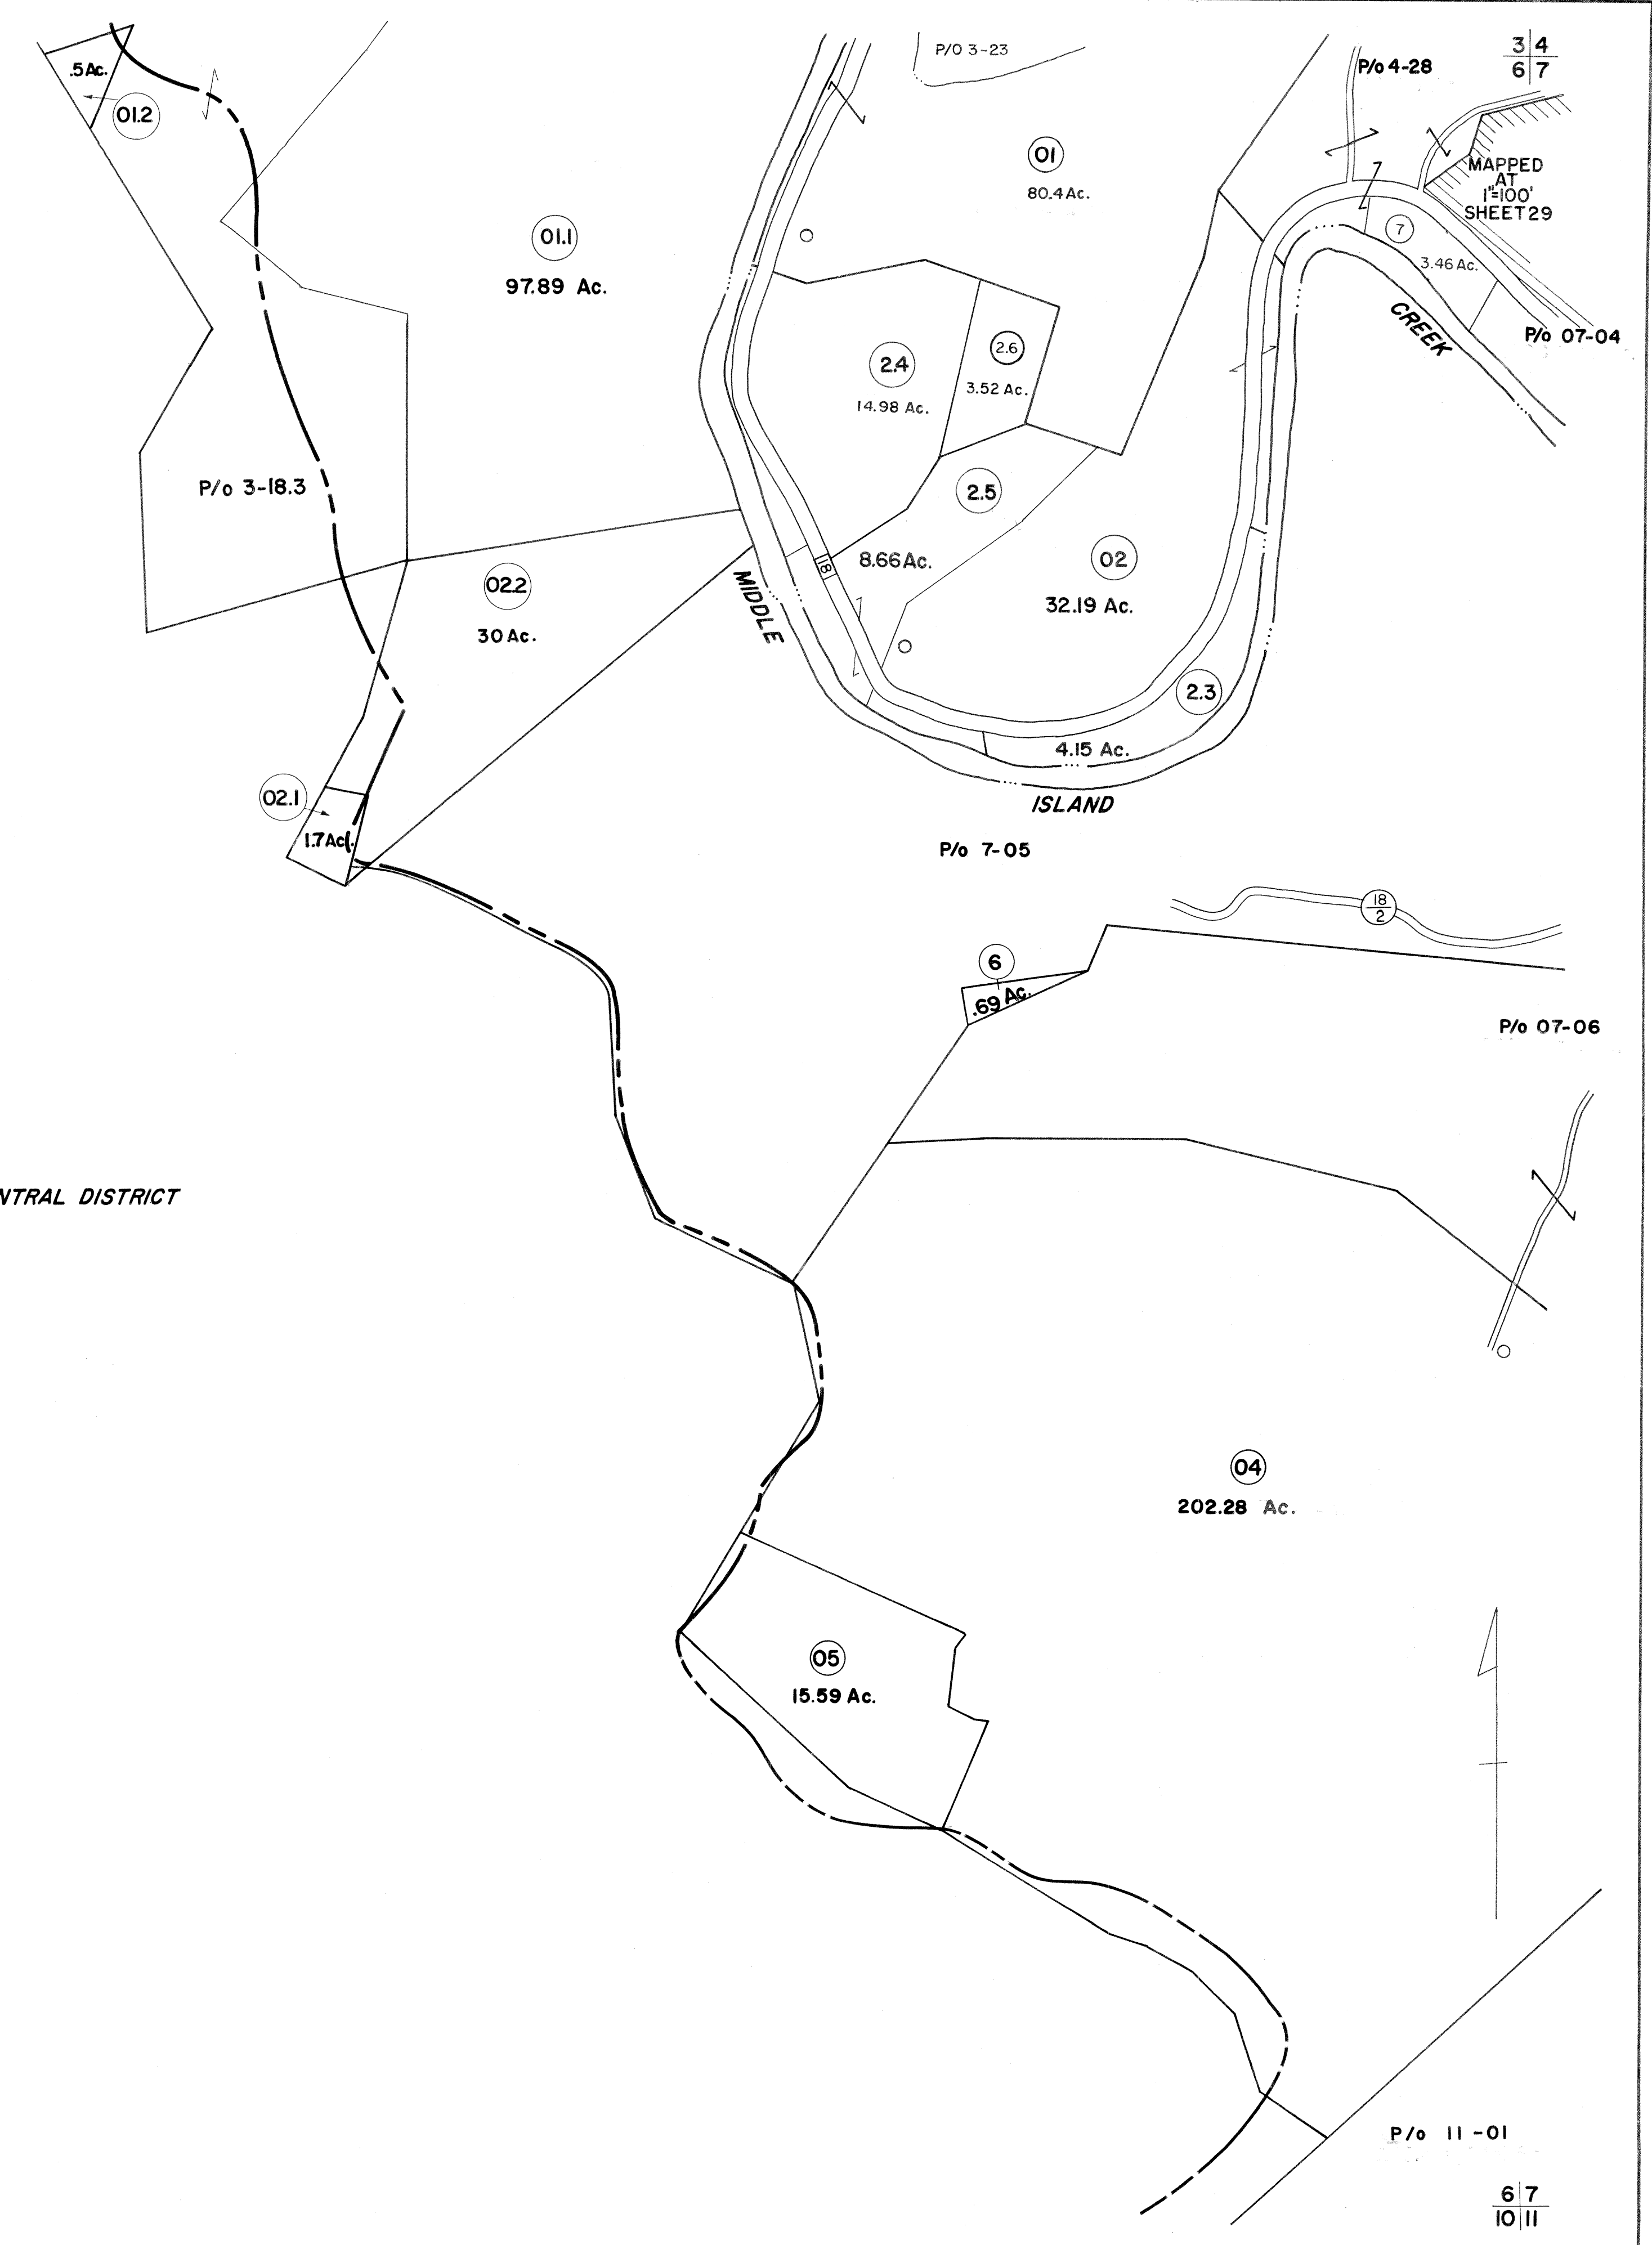 P/O 3-23
P/o 4-28
3 4
6 7
.5 Ac.
01.2
MAPPED
AT
1"=100'
SHEET 29
01
80.4 Ac.
01.1
97.89 Ac.
7
3.46 Ac.
CREEK
P/o 07-04
2.6
3.52 Ac.
2.4
14.98 Ac.
P/o 3-18.3
2.5
8.66 Ac.
18
02
32.19 Ac.
02.2
30 Ac.
MIDDLE
2.3
4.15 Ac.
ISLAND
02.1
1.7 Ac.
P/o 7-05
18
2
6
.69 Ac.
P/o 07-06
NTRAL DISTRICT
04
202.28 Ac.
05
15.59 Ac.
P/o 11-01
6 7
10 11